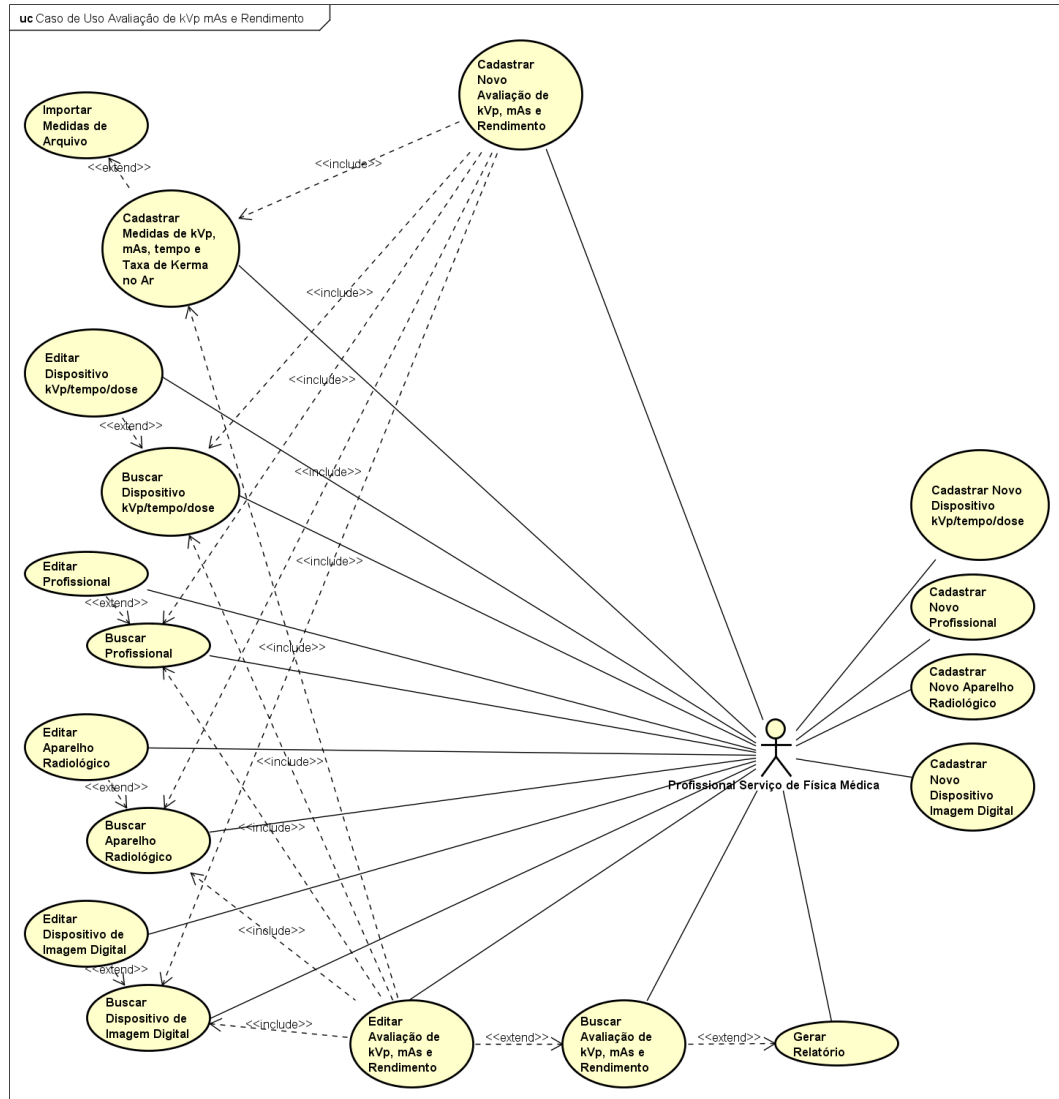 uc Caso de Uso Avaliação de kVp mAs e Rendimento
Cadastrar
Novo
Avaliação de
kVp, mAs e
Rendimento
Importar
Medidas de
Arquivo
<<extend>>
<<include>>
Cadastrar
Medidas de kVp,
mAs, tempo e
Taxa de Kerma
no Ar
<<include>>
Editar
Dispositivo
kVp/tempo/dose
<<include>>
<<extend>>
Buscar
Dispositivo
kVp/tempo/dose
<<include>>
Cadastrar Novo
Dispositivo
kVp/tempo/dose
<<include>>
Editar
Profissional
<<extend>>
Buscar
Profissional
<<include>>
Cadastrar
Novo
Profissional
Cadastrar
Novo Aparelho
Radiológico
Editar
Aparelho
Radiológico
<<extend>>
Profissional Serviço de Física Médica
Cadastrar
Novo
Dispositivo
Imagem Digital
Buscar
Aparelho
Radiológico
<<include>>
Editar
Dispositivo de
Imagem Digital
<<include>>
<<extend>>
Buscar
Dispositivo de
Imagem Digital
<<include>>
Editar
Avaliação de
kVp, mAs e
Rendimento
<<extend>>
Buscar
Avaliação de
kVp, mAs e
Rendimento
<<extend>>
Gerar
Relatório